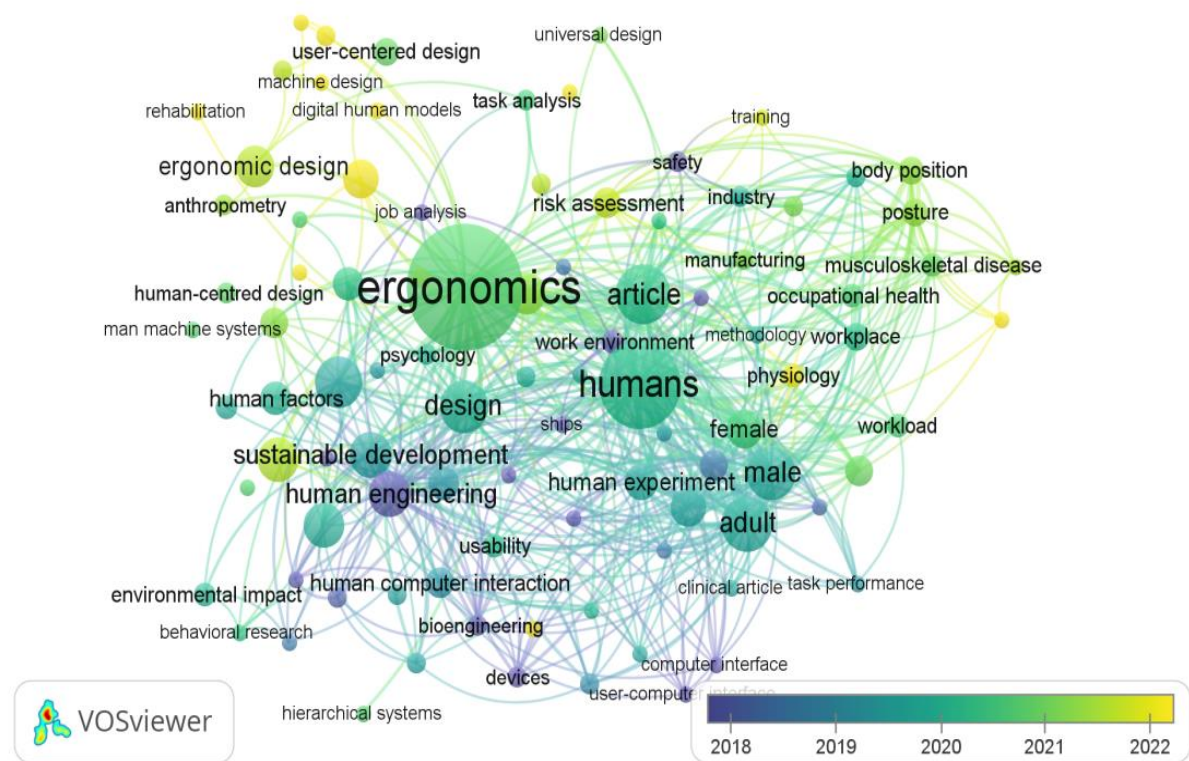 universal design
user-centered design
machine design
task analysis
rehabilitation
digital human models
training
ergonomic design
safety
body position
anthropometry
job analysis
risk assessment
industry
posture
manufacturing
musculoskeletal disease
human-centred design
ergonomics
article
occupational health
man machine systems
psychology
work environment
methodology
workplace
physiology
human factors
design
humans
ships
female
workload
sustainable development
human engineering
human experiment
male
adult
usability
environmental impact
human computer interaction
clinical article
task performance
behavioral research
bioengineering
devices
computer interface
user-computer interface
hierarchical systems
VOSviewer
2018
2019
2020
2021
2022